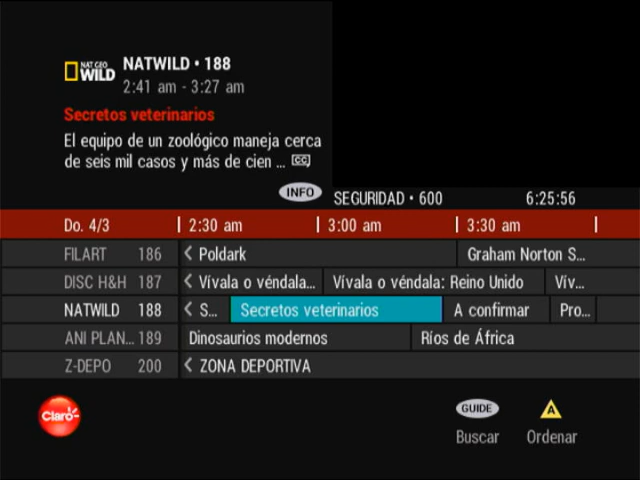 NAT GEO
WILD
NATWILD • 188
2:41 am - 3:27 am
Secretos veterinarios
El equipo de un zoológico maneja cerca
de seis mil casos y más de cien ... CC
INFO
SEGURIDAD • 600 6:25:56
Do. 4/3 2:30 am 3:00 am 3:30 am
FILART 186 Poldark Graham Norton S...
DISC H&H 187 Vívala o véndala... Vívala o véndala: Reino Unido Vív...
NATWILD 188 S... Secretos veterinarios A confirmar Pro...
ANI PLAN... 189 Dinosaurios modernos Ríos de África
Z-DEPO 200 ZONA DEPORTIVA
Claro
GUIDE A
Buscar Ordenar